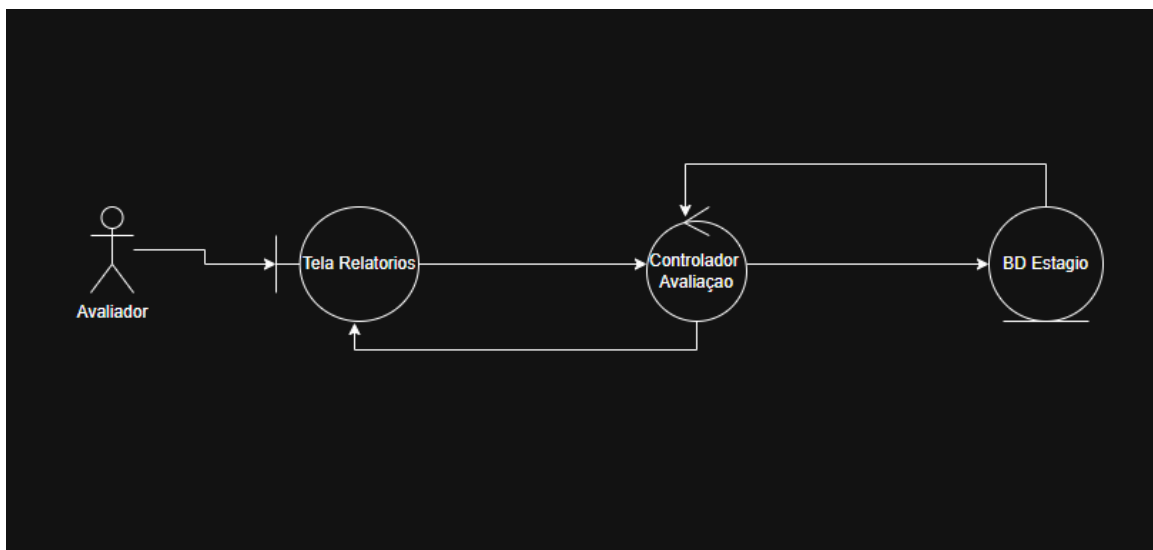 Tela Relatorios
Controlador
Avaliaçao
BD Estagio
Avaliador